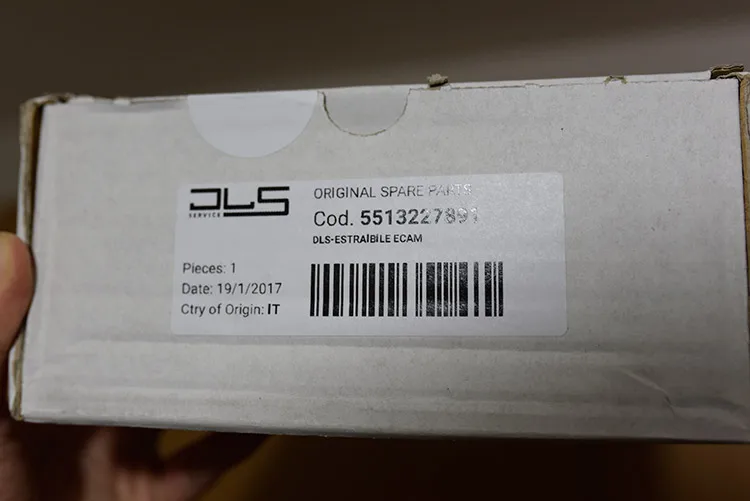 DLS
SERVICE
ORIGINAL SPARE PARTS
Cod. 5513227891
DLS-ESTRAIBILE ECAM
Pieces: 1
Date: 19/1/2017
Ctry of Origin: IT